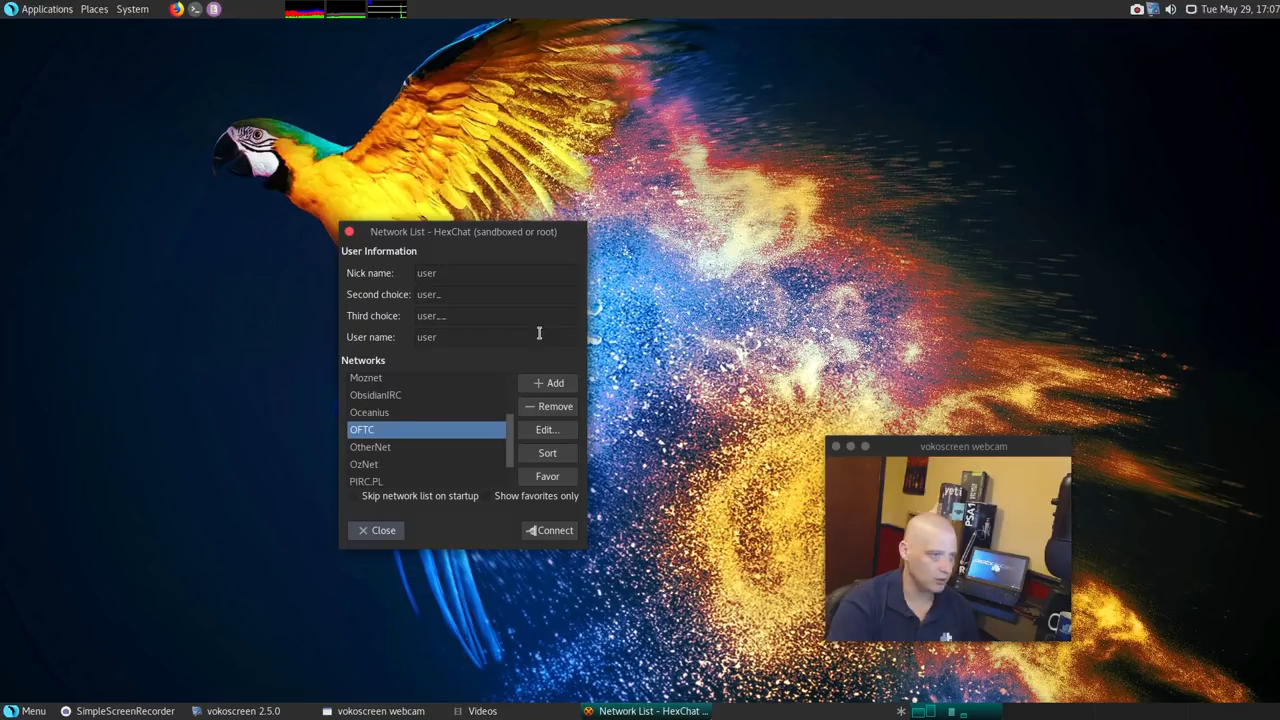 Applications Places System
Tue May 29, 17:07
Network List - HexChat (sandboxed or root)
User Information
Nick name: user
Second choice: user_
Third choice: user__
User name: user
Networks
Moznet
ObsidianIRC
Oceanius
OFTC
OtherNet
OzNet
PIRC.PL
Add
Remove
Edit...
Sort
Favor
Skip network list on startup Show favorites only
Close Connect
vokoscreen webcam
yeti
PSA1
Menu SimpleScreenRecorder vokoscreen 2.5.0 vokoscreen webcam Videos Network List - HexChat ...